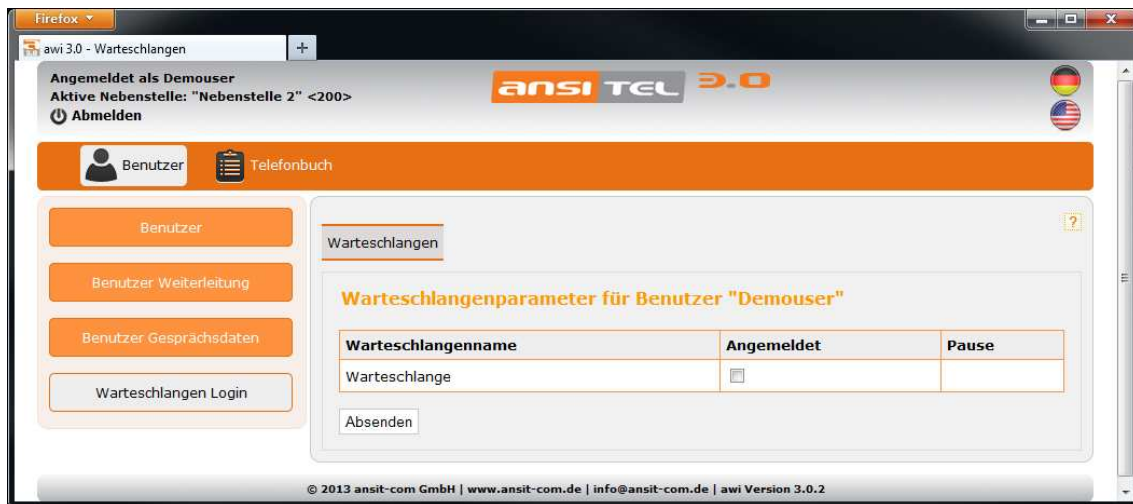 Firefox
awi 3.0 - Warteschlangen
Angemeldet als Demouser
Aktive Nebenstelle: "Nebenstelle 2" <200>
Abmelden
ansi TEL 3.0
Benutzer
Telefonbuch
Benutzer
Benutzer Weiterleitung
Benutzer Gesprächsdaten
Warteschlangen Login
Warteschlangen
?
Warteschlangenparameter für Benutzer "Demouser"
Warteschlangenname Angemeldet Pause
Warteschlange
Absenden
© 2013 ansit-com GmbH | www.ansit-com.de | info@ansit-com.de | awi Version 3.0.2